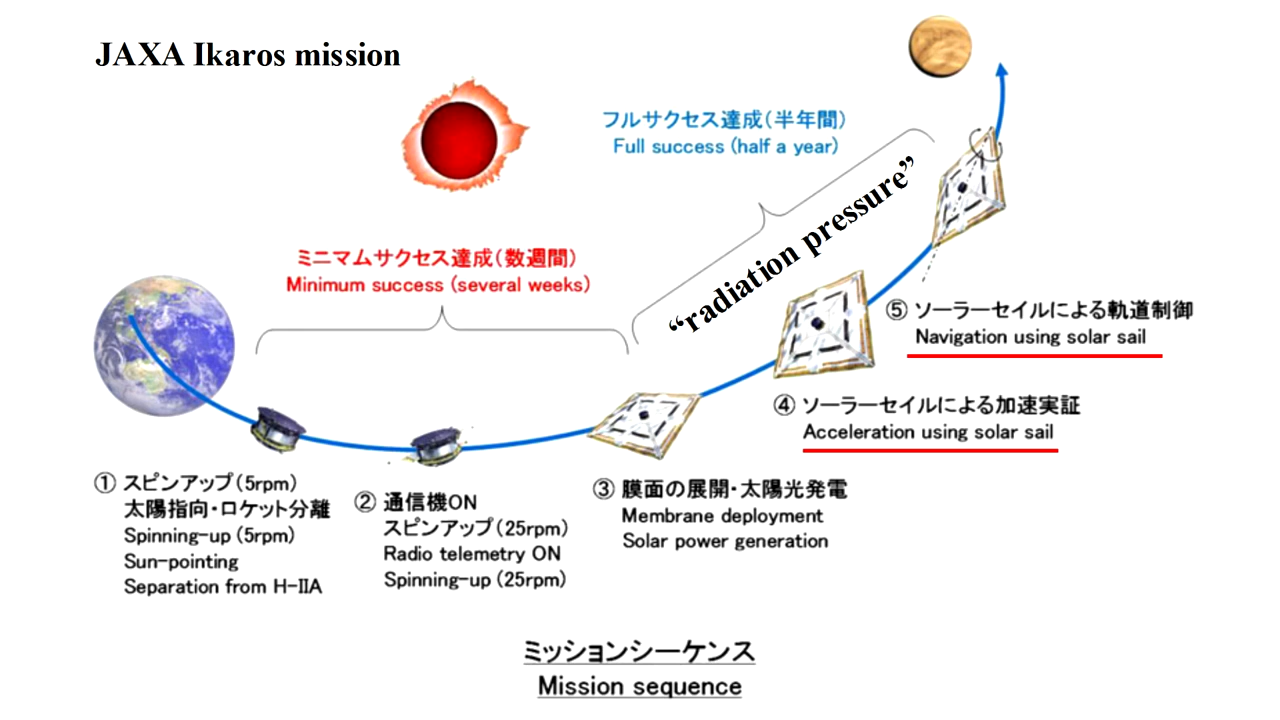 JAXA Ikaros mission
フルサクセス達成(半年間)
Full success (half a year)
“radiation pressure”
ミニマムサクセス達成(数週間)
Minimum success (several weeks)
① スピンアップ(5rpm)
太陽指向・ロケット分離
Spinning-up (5rpm)
Sun-pointing
Separation from H-IIA
② 通信機ON
スピンアップ(25rpm)
Radio telemetry ON
Spinning-up (25rpm)
③ 膜面の展開・太陽光発電
Membrane deployment
Solar power generation
④ ソーラーセイルによる加速実証
Acceleration using solar sail
⑤ ソーラーセイルによる軌道制御
Navigation using solar sail
ミッションシーケンス
Mission sequence